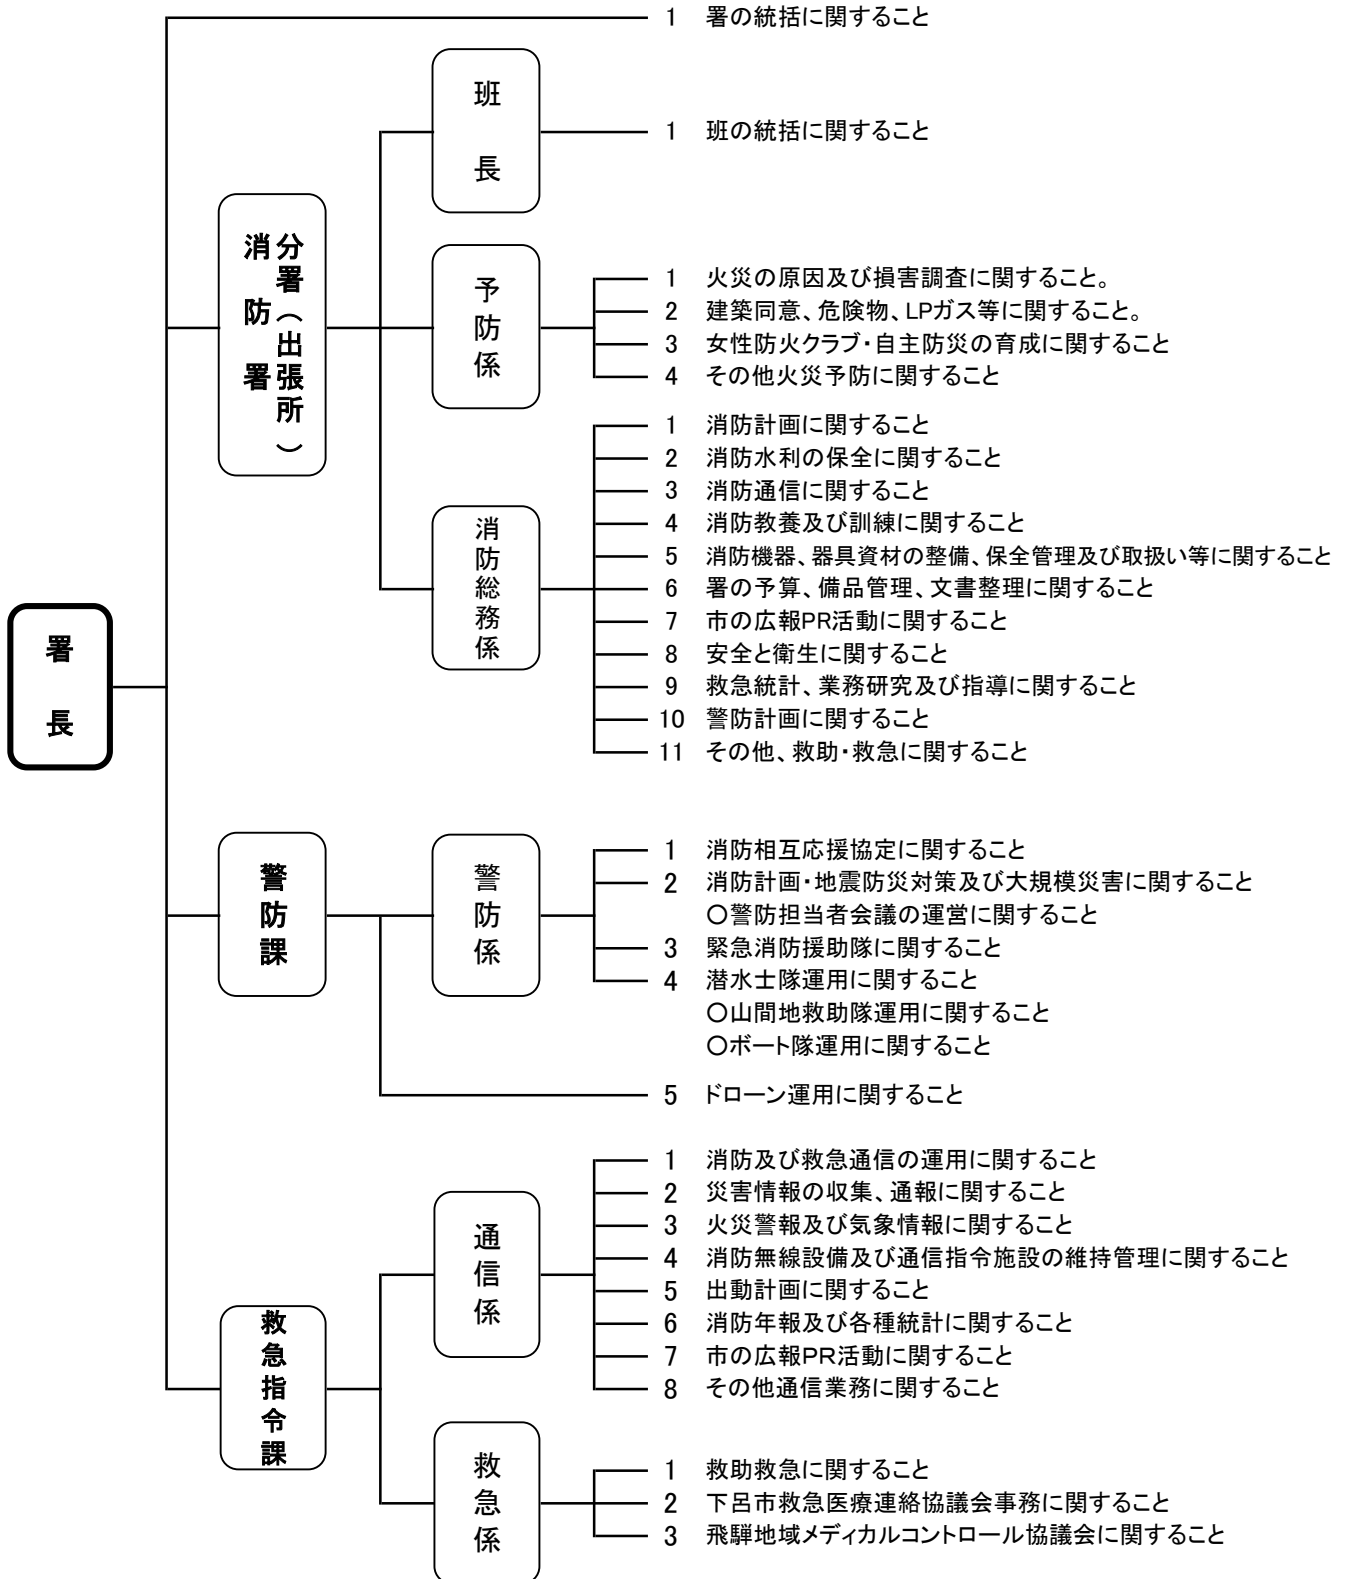 1 署の統括に関すること
班長
1 班の統括に関すること
消防署
分署（出張所）
予防係
1 火災の原因及び損害調査に関すること。
2 建築同意、危険物、LPガス等に関すること。
3 女性防火クラブ・自主防災の育成に関すること
4 その他火災予防に関すること
消防総務係
1 消防計画に関すること
2 消防水利の保全に関すること
3 消防通信に関すること
4 消防教養及び訓練に関すること
5 消防機器、器具資材の整備、保全管理及び取扱い等に関すること
6 署の予算、備品管理、文書整理に関すること
7 市の広報PR活動に関すること
8 安全と衛生に関すること
9 救急統計、業務研究及び指導に関すること
10 警防計画に関すること
11 その他、救助・救急に関すること
署長
警防課
警防係
1 消防相互応援協定に関すること
2 消防計画・地震防災対策及び大規模災害に関すること
〇警防担当者会議の運営に関すること
3 緊急消防援助隊に関すること
4 潜水士隊運用に関すること
〇山間地救助隊運用に関すること
〇ボート隊運用に関すること
5 ドローン運用に関すること
救急指令課
通信係
1 消防及び救急通信の運用に関すること
2 災害情報の収集、通報に関すること
3 火災警報及び気象情報に関すること
4 消防無線設備及び通信指令施設の維持管理に関すること
5 出動計画に関すること
6 消防年報及び各種統計に関すること
7 市の広報PR活動に関すること
8 その他通信業務に関すること
救急係
1 救助救急に関すること
2 下呂市救急医療連絡協議会事務に関すること
3 飛騨地域メディカルコントロール協議会に関すること